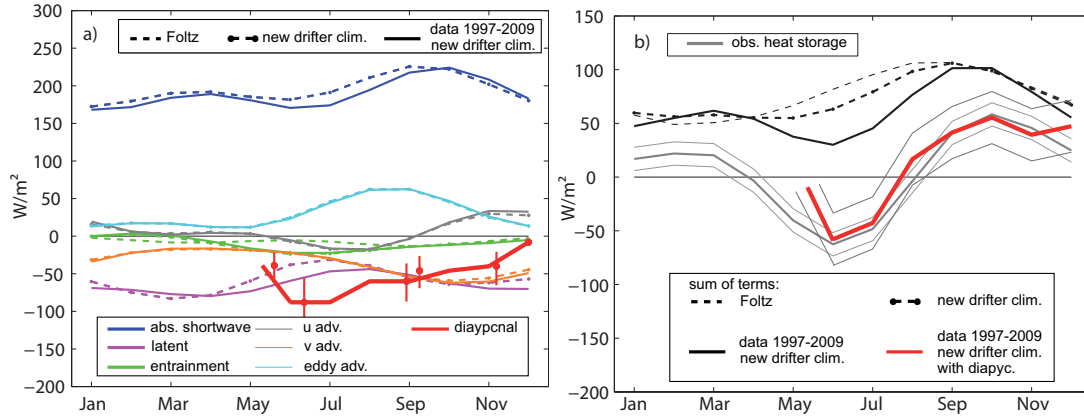 a)
Foltz
new drifter clim.
data 1997-2009
new drifter clim.
W/m²
300
250
200
150
100
50
0
−50
−100
−150
−200
abs. shortwave
latent
entrainment
u adv.
v adv.
eddy adv.
diaypcnal
Jan
Mar
May
Jul
Sep
Nov
b)
obs. heat storage
W/m²
150
100
50
0
−50
−100
−150
−200
sum of terms:
Foltz
new drifter clim.
data 1997-2009
new drifter clim.
data 1997-2009
new drifter clim.
with diapyc.
Jan
Mar
May
Jul
Sep
Nov